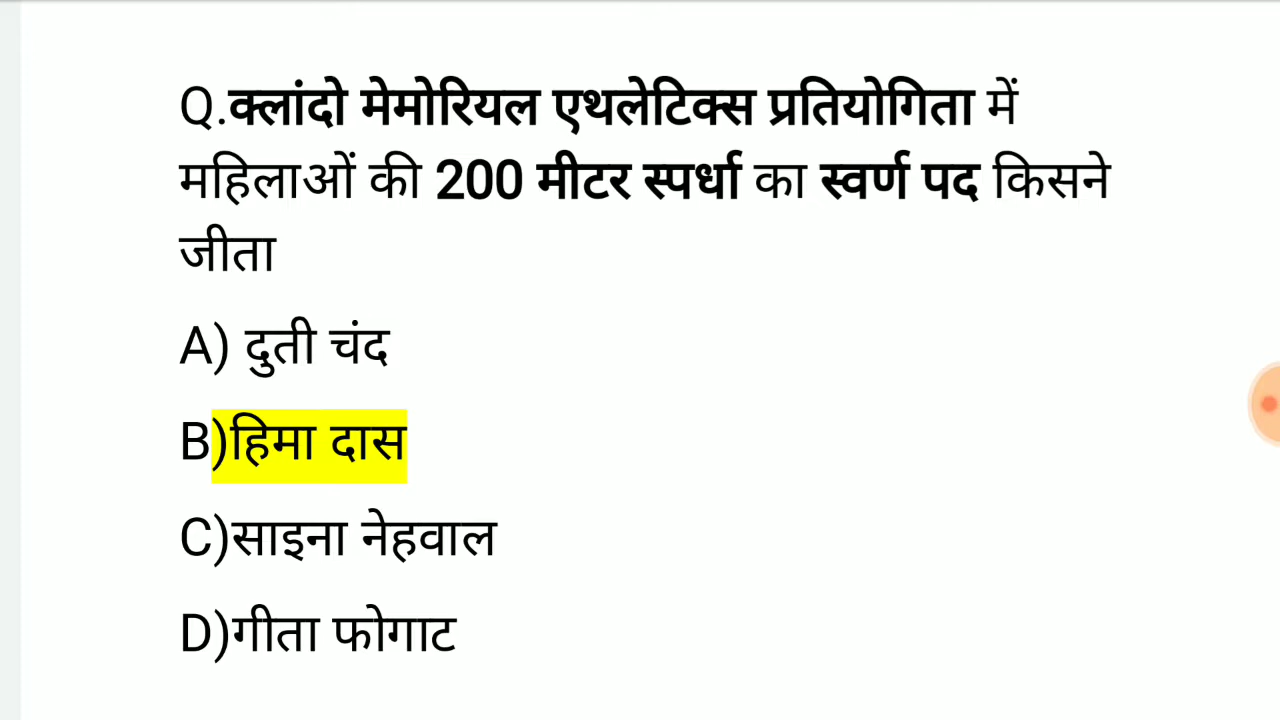 Q.क्लांदो मेमोरियल एथलेटिक्स प्रतियोगिता में
महिलाओं की 200 मीटर स्पर्धा का स्वर्ण पद किसने
जीता
A) दुती चंद
B)हिमा दास
C)साइना नेहवाल
D)गीता फोगाट